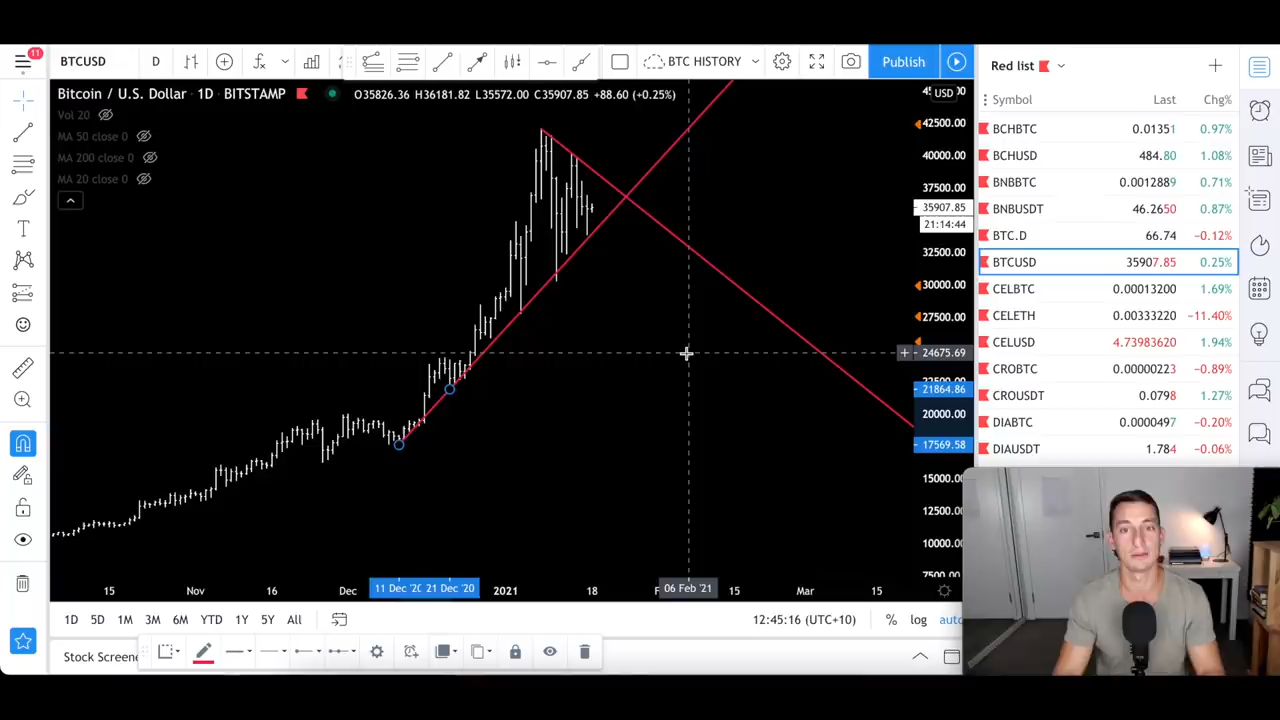 11
BTCUSD
D
BTC HISTORY
Publish
Red list
Bitcoin / U.S. Dollar · 1D · BITSTAMP
O35826.36 H36181.82 L35572.00 C35907.85 +88.60 (+0.25%)
USD
Vol 20
MA 50 close 0
MA 200 close 0
MA 20 close 0
42500.00
40000.00
37500.00
35907.85
21:14:44
32500.00
30000.00
27500.00
24675.69
21864.86
20000.00
17569.58
15000.00
12500.00
10000.00
15
Nov
16
Dec
11 Dec '20
21 Dec '20
2021
18
06 Feb '21
15
Mar
15
Symbol Last Chg%
BCHBTC 0.01351 0.97%
BCHUSD 484.80 1.08%
BNBBTC 0.0012889 0.71%
BNBUSDT 46.2650 0.87%
BTC.D 66.74 −0.12%
BTCUSD 35907.85 0.25%
CELBTC 0.00013200 1.69%
CELETH 0.00333220 −11.40%
CELUSD 4.73983620 1.94%
CROBTC 0.00000223 −0.89%
CROUSDT 0.0798 1.27%
DIABTC 0.0000497 −0.20%
DIAUSDT 1.784 −0.06%
1D 5D 1M 3M 6M YTD 1Y 5Y All
12:45:16 (UTC+10) % log auto
Stock Screene